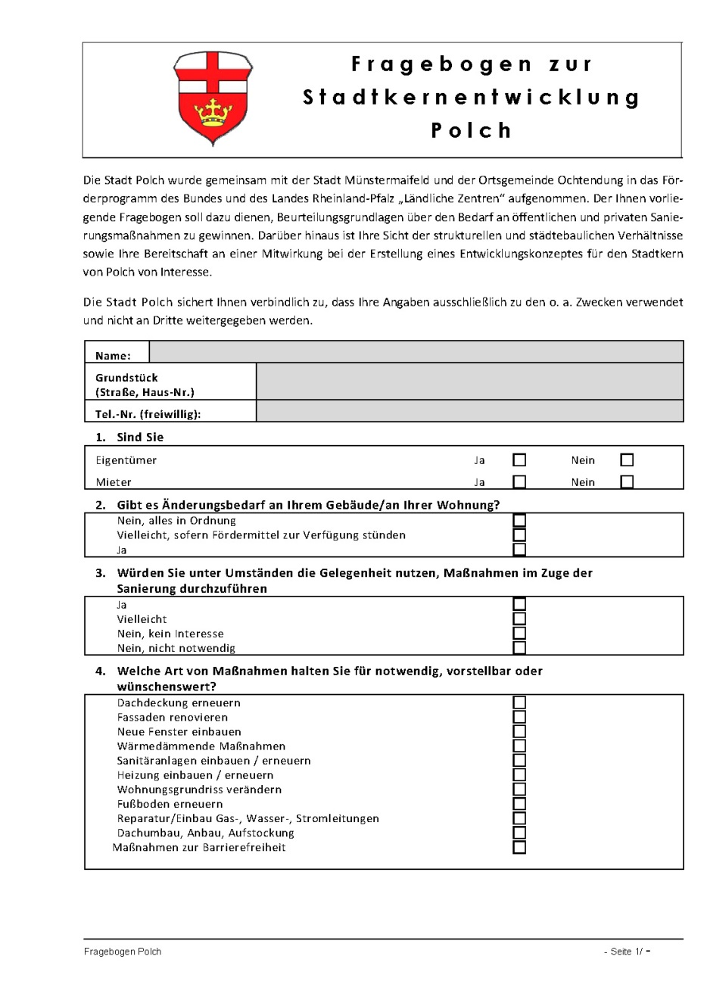 Fragebogen zur
Stadtkernentwicklung
Polch
Die Stadt Polch wurde gemeinsam mit der Stadt Münstermaifeld und der Ortsgemeinde Ochtendung in das För-
derprogramm des Bundes und des Landes Rheinland-Pfalz „Ländliche Zentren“ aufgenommen. Der Ihnen vorlie-
gende Fragebogen soll dazu dienen, Beurteilungsgrundlagen über den Bedarf an öffentlichen und privaten Sanie-
rungsmaßnahmen zu gewinnen. Darüber hinaus ist Ihre Sicht der strukturellen und städtebaulichen Verhältnisse
sowie Ihre Bereitschaft an einer Mitwirkung bei der Erstellung eines Entwicklungskonzeptes für den Stadtkern
von Polch von Interesse.
Die Stadt Polch sichert Ihnen verbindlich zu, dass Ihre Angaben ausschließlich zu den o. a. Zwecken verwendet
und nicht an Dritte weitergegeben werden.
Name:
Grundstück
(Straße, Haus-Nr.)
Tel.-Nr. (freiwillig):
1. Sind Sie
Eigentümer Ja Nein
Mieter Ja Nein
2. Gibt es Änderungsbedarf an Ihrem Gebäude/an Ihrer Wohnung?
Nein, alles in Ordnung
Vielleicht, sofern Fördermittel zur Verfügung stünden
Ja
3. Würden Sie unter Umständen die Gelegenheit nutzen, Maßnahmen im Zuge der
Sanierung durchzuführen
Ja
Vielleicht
Nein, kein Interesse
Nein, nicht notwendig
4. Welche Art von Maßnahmen halten Sie für notwendig, vorstellbar oder
wünschenswert?
Dachdeckung erneuern
Fassaden renovieren
Neue Fenster einbauen
Wärmedämmende Maßnahmen
Sanitäranlagen einbauen / erneuern
Heizung einbauen / erneuern
Wohnungsgrundriss verändern
Fußboden erneuern
Reparatur/Einbau Gas-, Wasser-, Stromleitungen
Dachumbau, Anbau, Aufstockung
Maßnahmen zur Barrierefreiheit
Fragebogen Polch - Seite 1/ -